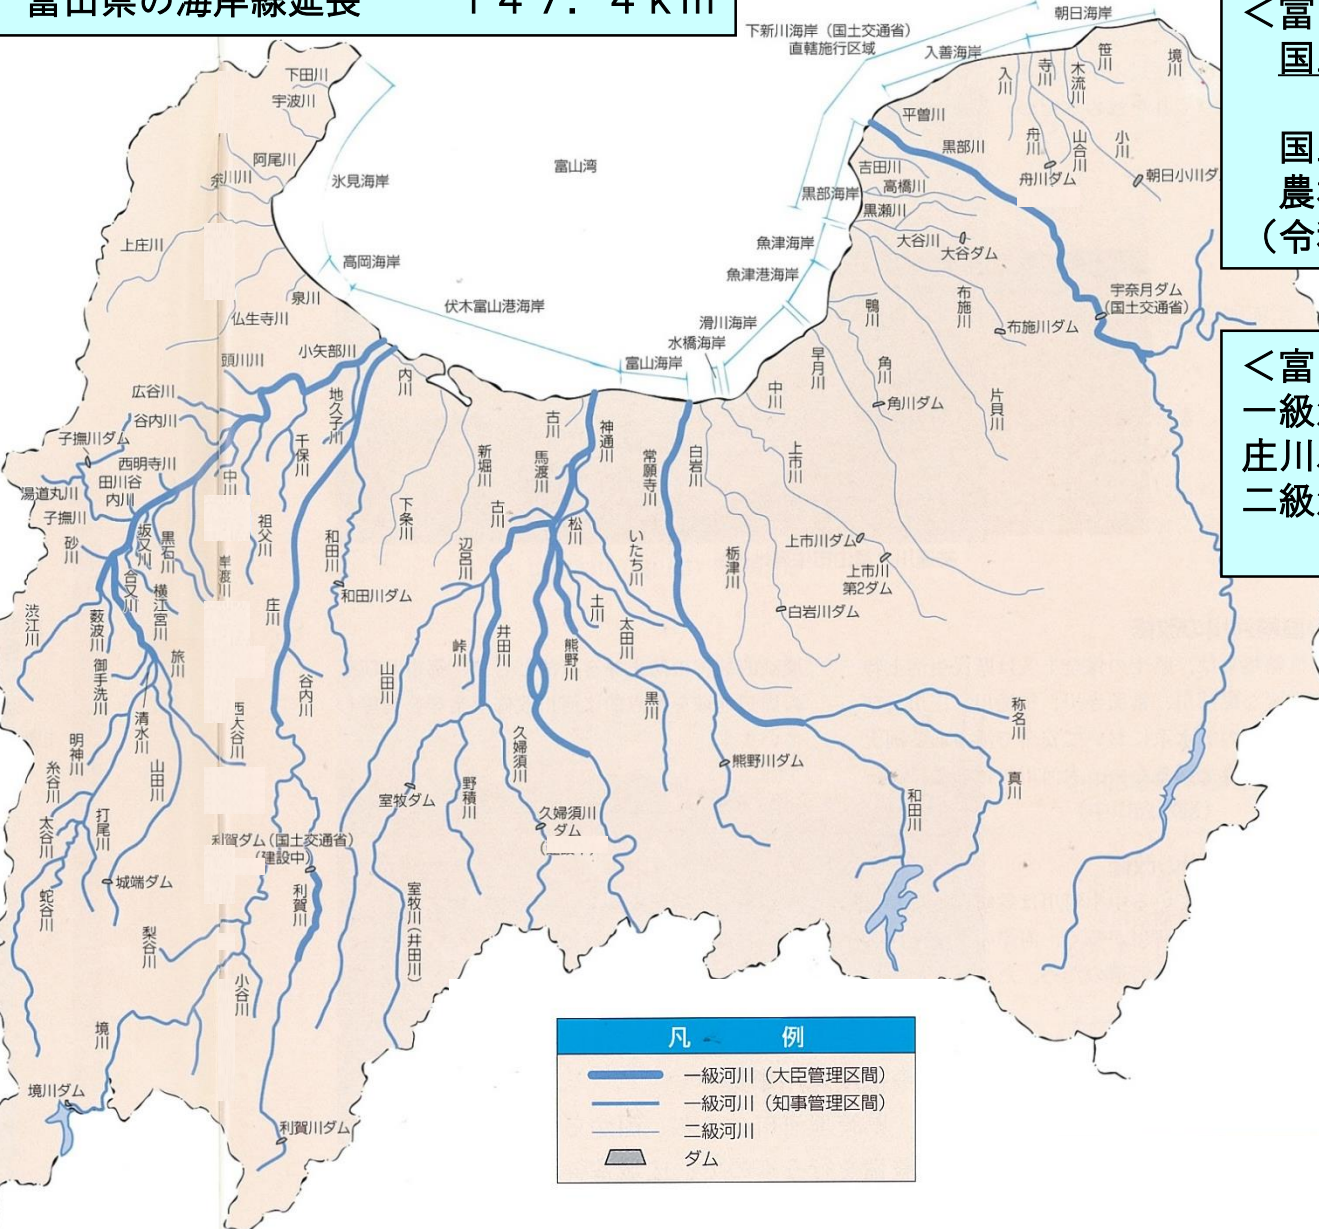 富山県の海岸線延長　　１４７．４ｋｍ
＜富
国
国
農
（令
＜富
一級
庄川
二級
下新川海岸（国土交通省）
直轄施行区域
朝日海岸
入善海岸
富山湾
氷見海岸
高岡海岸
伏木富山港海岸
富山海岸
水橋海岸
滑川海岸
魚津港海岸
魚津海岸
黒部海岸
下田川
宇波川
阿尾川
余川川
上庄川
泉川
仏生寺川
頭川川
小矢部川
広谷川
谷内川
子撫川ダム
西明寺川
湯道丸川
田川谷
内川
子撫川
砂川
坂又川
黒石川
合又川
横江宮川
渋江川
薮波川
御手洗川
旅川
清水川
明神川
糸谷川
山田川
太谷川
打尾川
城端ダム
蛇谷川
梨谷川
小谷川
境川
境川ダム
利賀川ダム
利賀ダム（国土交通省）
（建設中）
利賀川
中川
祖父川
岸渡川
千保川
地久子川
内川
庄川
和田川
和田川ダム
谷内川
西大谷川
下条川
新堀川
山田川
辺呂川
峠川
室牧ダム
室牧川（井田川）
井田川
野積川
久婦須川
久婦須川
ダム
古川
馬渡川
古川
神通川
松川
いたち川
土川
太田川
熊野川
黒川
熊野川ダム
常願寺川
白岩川
栃津川
白岩川ダム
上市川
上市川ダム
上市川
第2ダム
中川
早月川
鴨川
角川
角川ダム
布施川
布施川ダム
片貝川
大谷川
大谷ダム
黒瀬川
高橋川
吉田川
黒部川
平曽川
入川
寺川
木流川
笹川
境川
舟川
山合川
小川
舟川ダム
朝日小川ダ
宇奈月ダム
（国土交通省）
称名川
真川
和田川
凡　例
一級河川（大臣管理区間）
一級河川（知事管理区間）
二級河川
ダム